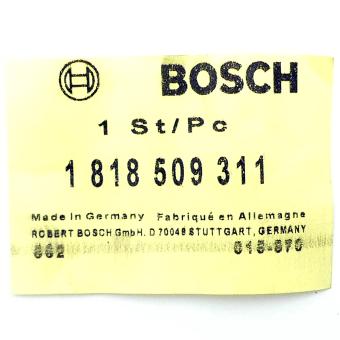 BOSCH
1 St/Pc
1 818 509 311
Made in Germany Fabriqué en Allemagne
ROBERT BOSCH GmbH. D 70049 STUTTGART, GERMANY